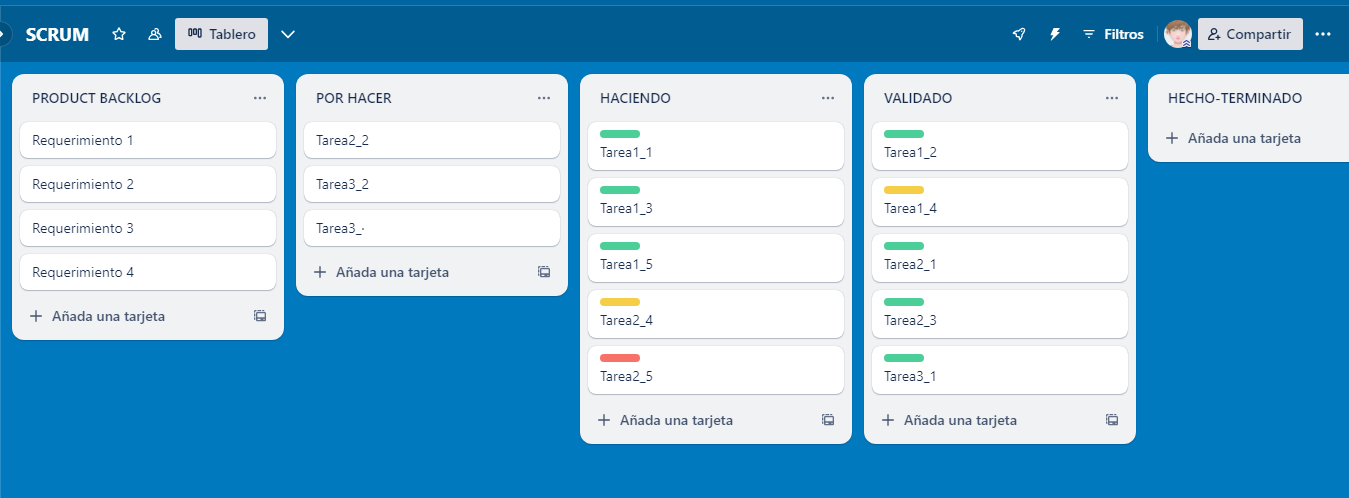 SCRUM
Tablero
Filtros
Compartir
PRODUCT BACKLOG
Requerimiento 1
Requerimiento 2
Requerimiento 3
Requerimiento 4
Añada una tarjeta
POR HACER
Tarea2_2
Tarea3_2
Tarea3_·
Añada una tarjeta
HACIENDO
Tarea1_1
Tarea1_3
Tarea1_5
Tarea2_4
Tarea2_5
Añada una tarjeta
VALIDADO
Tarea1_2
Tarea1_4
Tarea2_1
Tarea2_3
Tarea3_1
Añada una tarjeta
HECHO-TERMINADO
Añada una tarjeta